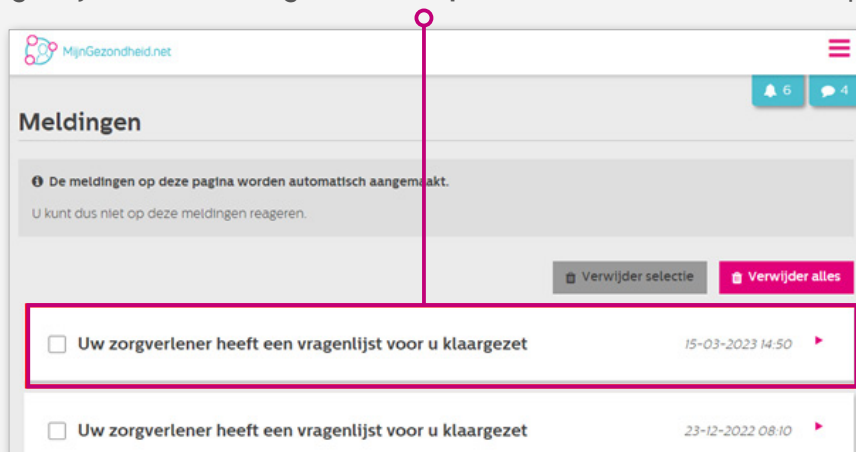 MijnGezondheid.net
6
4
Meldingen
De meldingen op deze pagina worden automatisch aangemaakt.
U kunt dus niet op deze meldingen reageren.
Verwijder selectie
Verwijder alles
Uw zorgverlener heeft een vragenlijst voor u klaargezet
15-03-2023 14:50
Uw zorgverlener heeft een vragenlijst voor u klaargezet
23-12-2022 08:10